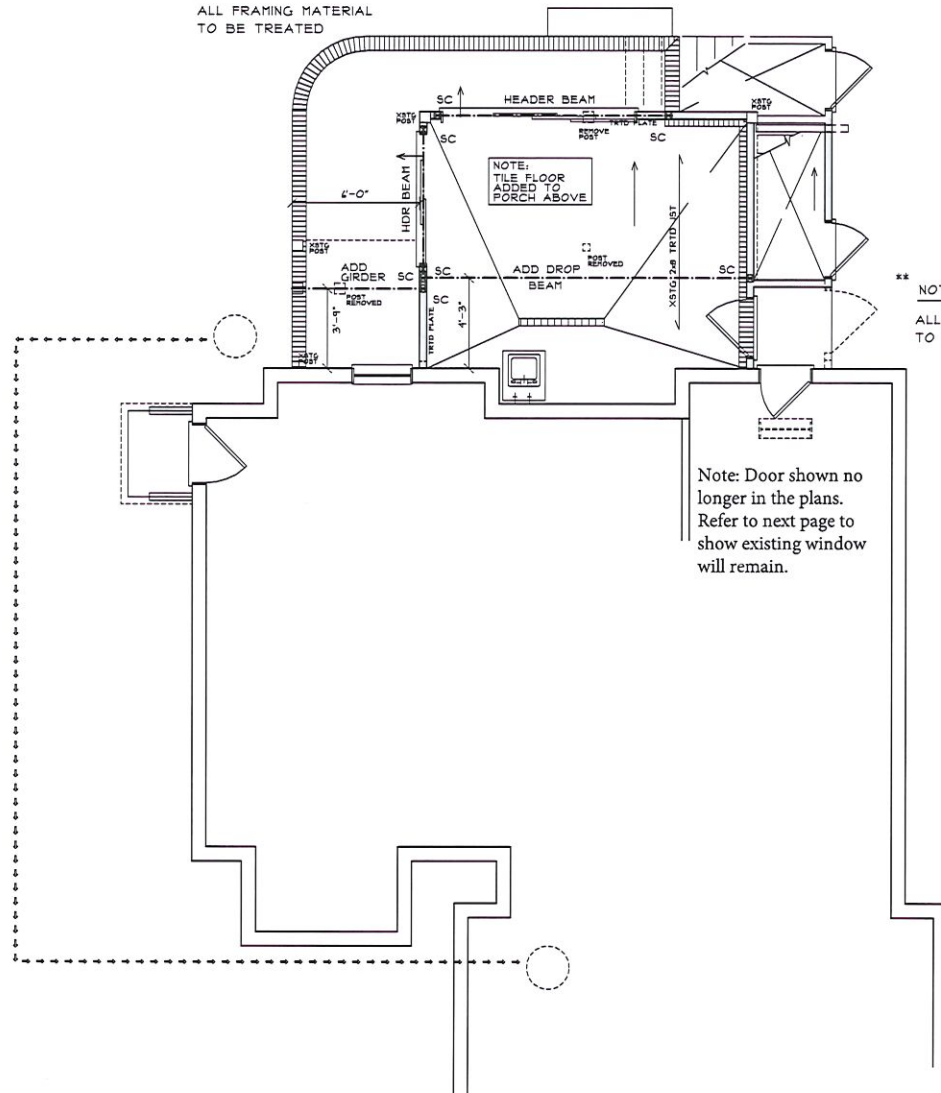 ALL FRAMING MATERIAL
TO BE TREATED
SC
HEADER BEAM
SC
XSTG
POST
XSTG
POST
TRTD PLATE
REMOVE
POST
SC
SC
NOTE:
TILE FLOOR
ADDED TO
PORCH ABOVE
HDR BEAM
6'-0"
XSTG
POST
POST
REMOVED
XSTG 2x8 TRTD JST
ADD
GIRDER
SC
SC
ADD DROP
BEAM
POST
REMOVED
SC
3'-9"
4'-3"
TRTD PLATE
XSTG
POST
**
NOT
ALL
TO
Note: Door shown no
longer in the plans.
Refer to next page to
show existing window
will remain.